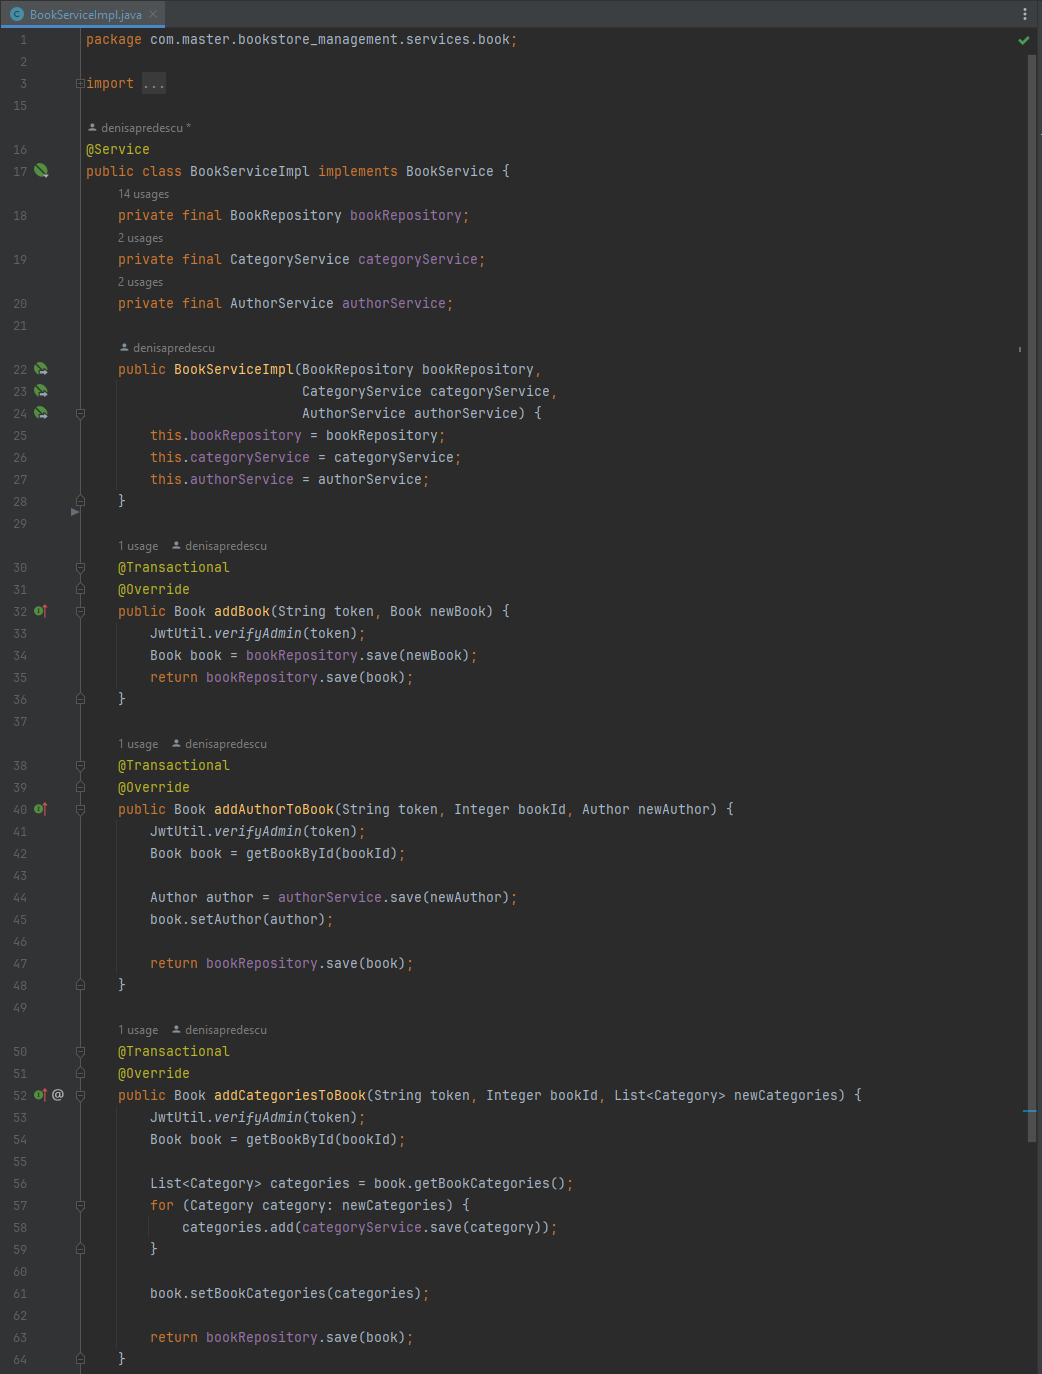 BookServiceImpl.java
1 package com.master.bookstore_management.services.book;
2
3 import ...
15
denisapredescu *
16 @Service
17 public class BookServiceImpl implements BookService {
14 usages
18 private final BookRepository bookRepository;
2 usages
19 private final CategoryService categoryService;
2 usages
20 private final AuthorService authorService;
21
denisapredescu
22 public BookServiceImpl(BookRepository bookRepository,
23 CategoryService categoryService,
24 AuthorService authorService) {
25 this.bookRepository = bookRepository;
26 this.categoryService = categoryService;
27 this.authorService = authorService;
28 }
29
1 usage denisapredescu
30 @Transactional
31 @Override
32 public Book addBook(String token, Book newBook) {
33 JwtUtil.verifyAdmin(token);
34 Book book = bookRepository.save(newBook);
35 return bookRepository.save(book);
36 }
37
1 usage denisapredescu
38 @Transactional
39 @Override
40 public Book addAuthorToBook(String token, Integer bookId, Author newAuthor) {
41 JwtUtil.verifyAdmin(token);
42 Book book = getBookById(bookId);
43
44 Author author = authorService.save(newAuthor);
45 book.setAuthor(author);
46
47 return bookRepository.save(book);
48 }
49
1 usage denisapredescu
50 @Transactional
51 @Override
52 @ public Book addCategoriesToBook(String token, Integer bookId, List<Category> newCategories) {
53 JwtUtil.verifyAdmin(token);
54 Book book = getBookById(bookId);
55
56 List<Category> categories = book.getBookCategories();
57 for (Category category: newCategories) {
58 categories.add(categoryService.save(category));
59 }
60
61 book.setBookCategories(categories);
62
63 return bookRepository.save(book);
64 }